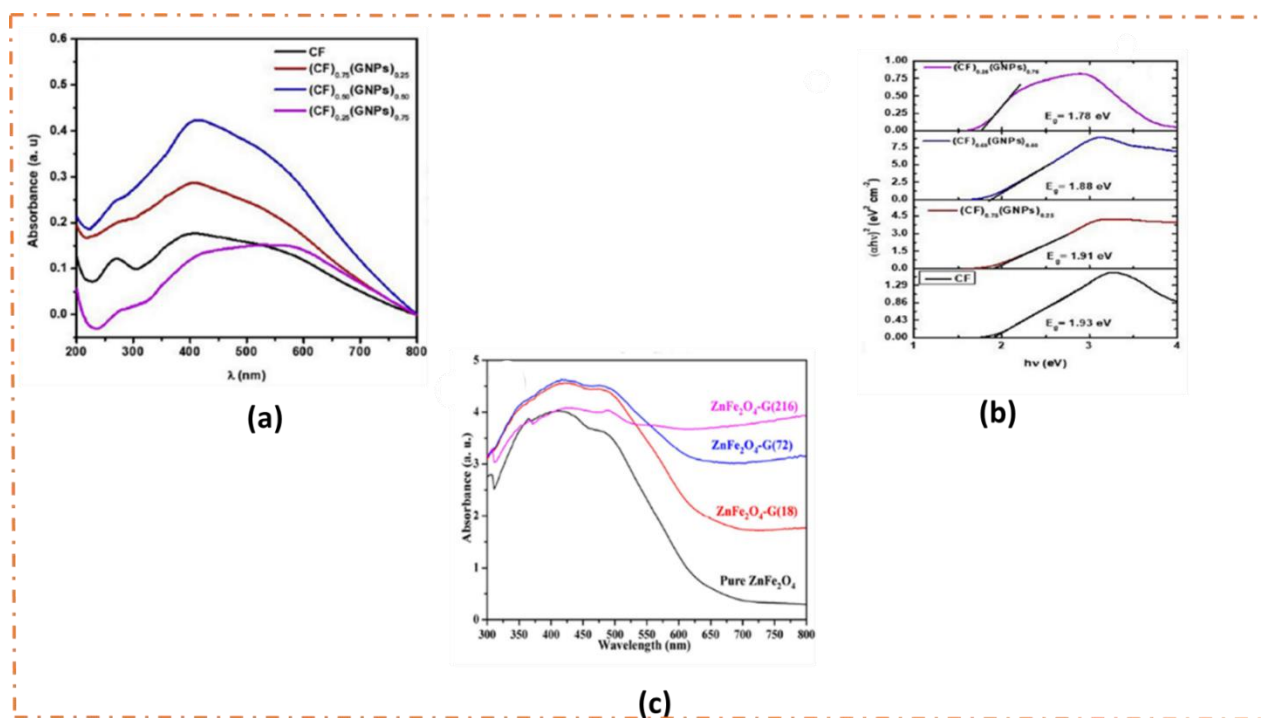 0.6
0.5
0.4
0.3
0.2
0.1
0.0
Absorbance (a. u)
CF
(CF)0.75(GNPs)0.25
(CF)0.50(GNPs)0.50
(CF)0.25(GNPs)0.75
200 300 400 500 600 700 800
λ (nm)
(a)
1.00
0.75
0.50
0.25
0.00
7.5
5.0
2.5
0.0
4.5
3.0
1.5
0.0
1.29
0.86
0.43
0.00
(αhν)² (eV² cm⁻²)
Eg= 1.78 eV
Eg= 1.88 eV
(CF)0.75(GNPs)0.25
Eg= 1.91 eV
CF
Eg= 1.93 eV
1 2 3 4
hν (eV)
(b)
5
4
3
2
1
0
Absorbance (a. u.)
ZnFe₂O₄-G(216)
ZnFe₂O₄-G(72)
ZnFe₂O₄-G(18)
Pure ZnFe₂O₄
300 350 400 450 500 550 600 650 700 750 800
Wavelength (nm)
(c)